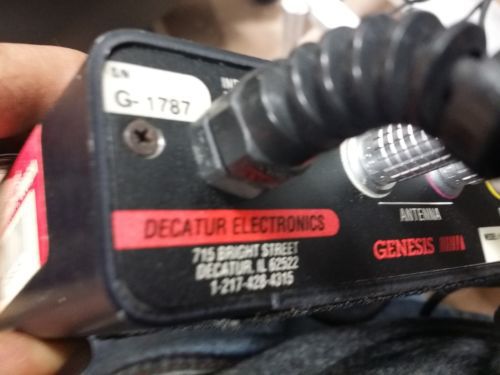 S/N
G-1787
DECATUR ELECTRONICS
715 BRIGHT STREET
DECATUR, IL 62522
1-217-428-4315
ANTENNA
GENESIS